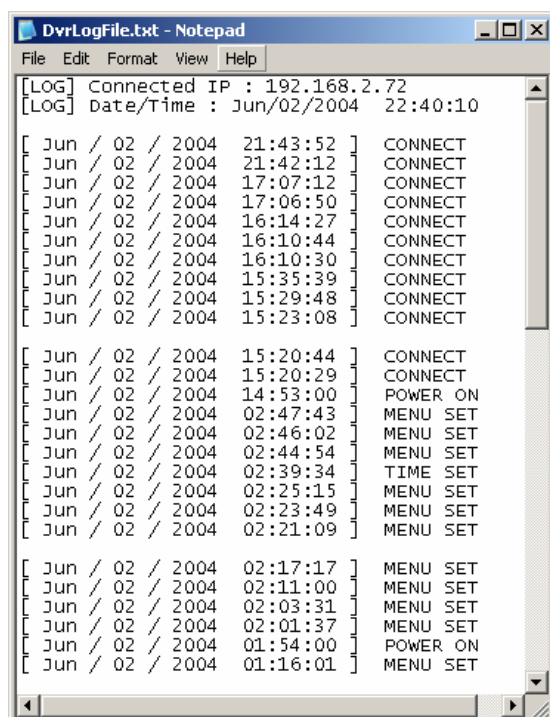 DvrLogFile.txt - Notepad
File Edit Format View Help
[LOG] Connected IP : 192.168.2.72
[LOG] Date/Time : Jun/02/2004 22:40:10
[ Jun / 02 / 2004 21:43:52 ] CONNECT
[ Jun / 02 / 2004 21:42:12 ] CONNECT
[ Jun / 02 / 2004 17:07:12 ] CONNECT
[ Jun / 02 / 2004 17:06:50 ] CONNECT
[ Jun / 02 / 2004 16:14:27 ] CONNECT
[ Jun / 02 / 2004 16:10:44 ] CONNECT
[ Jun / 02 / 2004 16:10:30 ] CONNECT
[ Jun / 02 / 2004 15:35:39 ] CONNECT
[ Jun / 02 / 2004 15:29:48 ] CONNECT
[ Jun / 02 / 2004 15:23:08 ] CONNECT
[ Jun / 02 / 2004 15:20:44 ] CONNECT
[ Jun / 02 / 2004 15:20:29 ] CONNECT
[ Jun / 02 / 2004 14:53:00 ] POWER ON
[ Jun / 02 / 2004 02:47:43 ] MENU SET
[ Jun / 02 / 2004 02:46:02 ] MENU SET
[ Jun / 02 / 2004 02:44:54 ] MENU SET
[ Jun / 02 / 2004 02:39:34 ] TIME SET
[ Jun / 02 / 2004 02:25:15 ] MENU SET
[ Jun / 02 / 2004 02:23:49 ] MENU SET
[ Jun / 02 / 2004 02:21:09 ] MENU SET
[ Jun / 02 / 2004 02:17:17 ] MENU SET
[ Jun / 02 / 2004 02:11:00 ] MENU SET
[ Jun / 02 / 2004 02:03:31 ] MENU SET
[ Jun / 02 / 2004 02:01:37 ] MENU SET
[ Jun / 02 / 2004 01:54:00 ] POWER ON
[ Jun / 02 / 2004 01:16:01 ] MENU SET